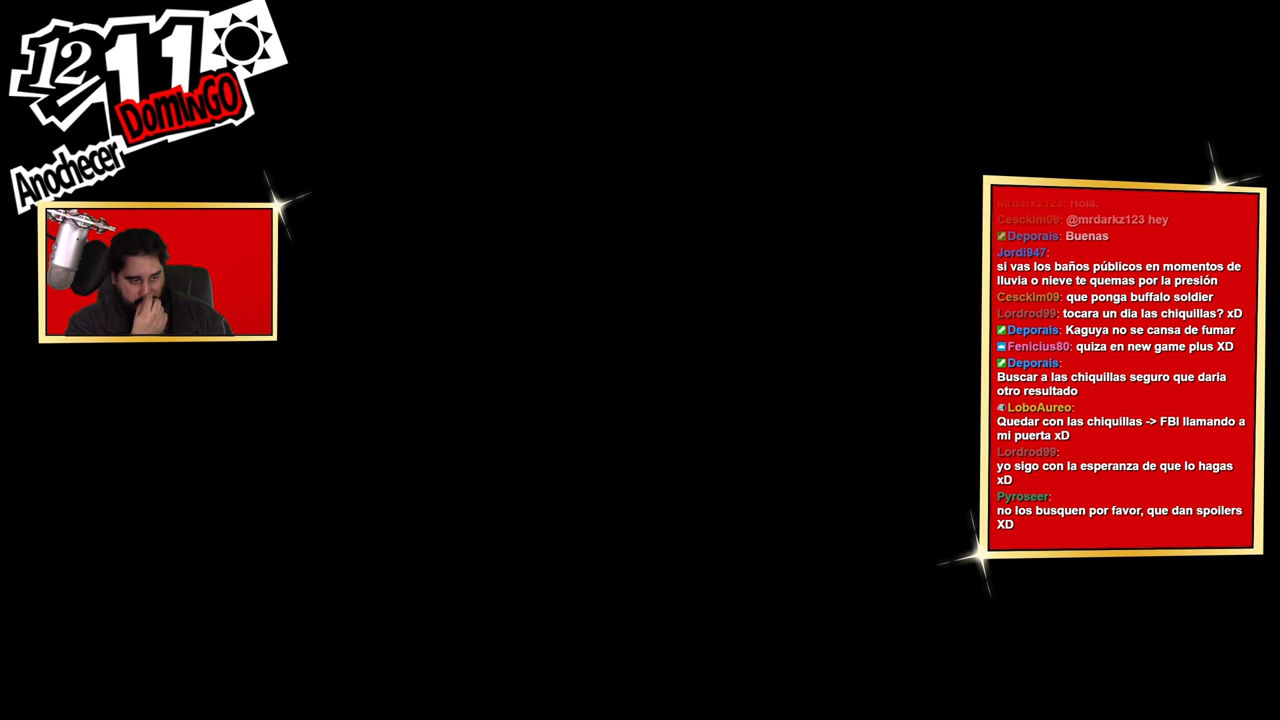 12/11
DOMINGO
Anochecer
mrdarkz123: Hola.
Cesckim09: @mrdarkz123 hey
Deporais: Buenas
Jordi947:
si vas los baños públicos en momentos de
lluvia o nieve te quemas por la presión
Cesckim09: que ponga buffalo soldier
Lordrod99: tocara un dia las chiquillas? xD
Deporais: Kaguya no se cansa de fumar
Fenicius80: quiza en new game plus XD
Deporais:
Buscar a las chiquillas seguro que daria
otro resultado
LoboAureo:
Quedar con las chiquillas -> FBI llamando a
mi puerta xD
Lordrod99:
yo sigo con la esperanza de que lo hagas
xD
Pyroseer:
no los busquen por favor, que dan spoilers
XD